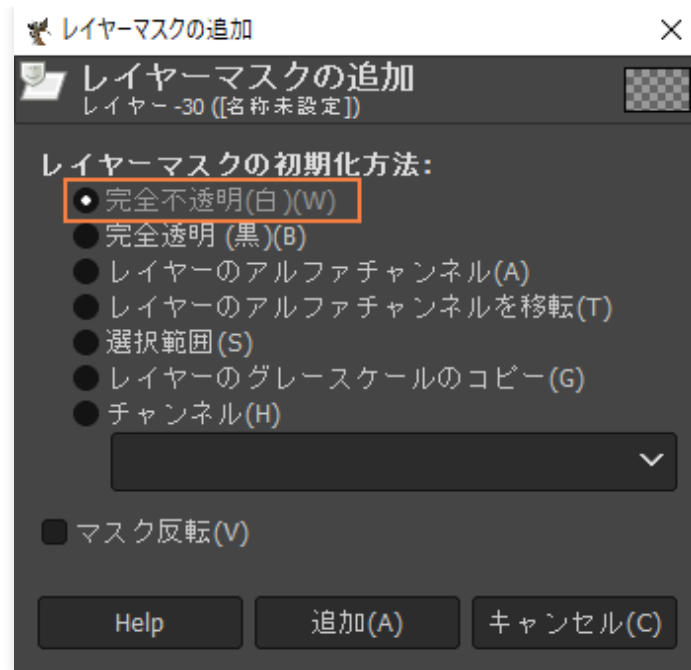 レイヤーマスクの追加
レイヤーマスクの追加
レイヤー-30 ([名称未設定])
レイヤーマスクの初期化方法:
完全不透明(白)(W)
完全透明 (黒)(B)
レイヤーのアルファチャンネル(A)
レイヤーのアルファチャンネルを移転(T)
選択範囲(S)
レイヤーのグレースケールのコピー(G)
チャンネル(H)
マスク反転(V)
Help 追加(A) キャンセル(C)